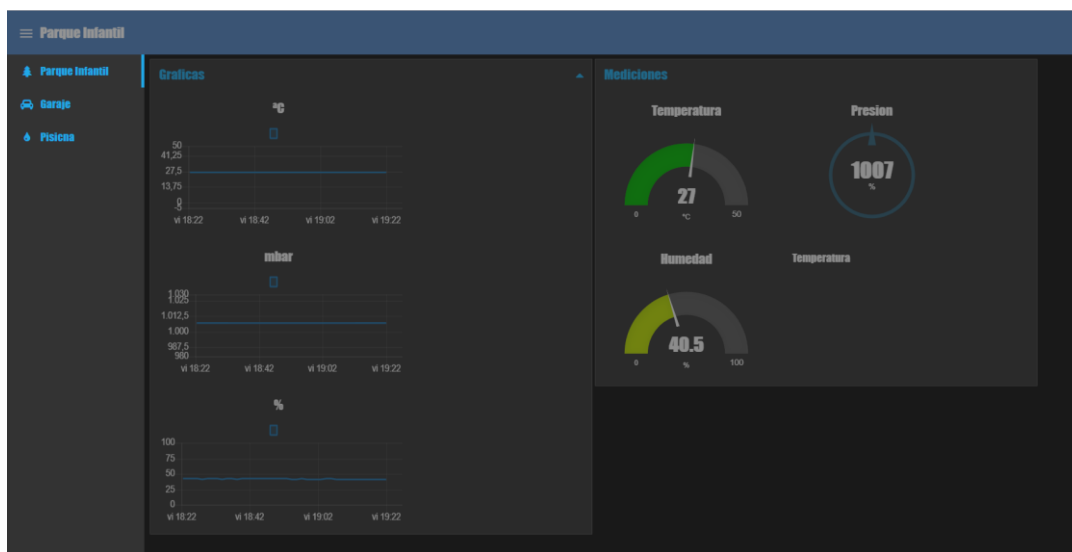 Parque Infantil
Parque Infantil
Garaje
Pisicna
Graficas
ºC
50
41,25
27,5
13,75
0
-5
vi 18:22 vi 18:42 vi 19:02 vi 19:22
mbar
1.030
1.025
1.012,5
1.000
987,5
980
vi 18:22 vi 18:42 vi 19:02 vi 19:22
%
100
75
50
25
0
vi 18:22 vi 18:42 vi 19:02 vi 19:22
Mediciones
Temperatura
27
0 ºC 50
Presion
1007
%
Humedad
40.5
0 % 100
Temperatura